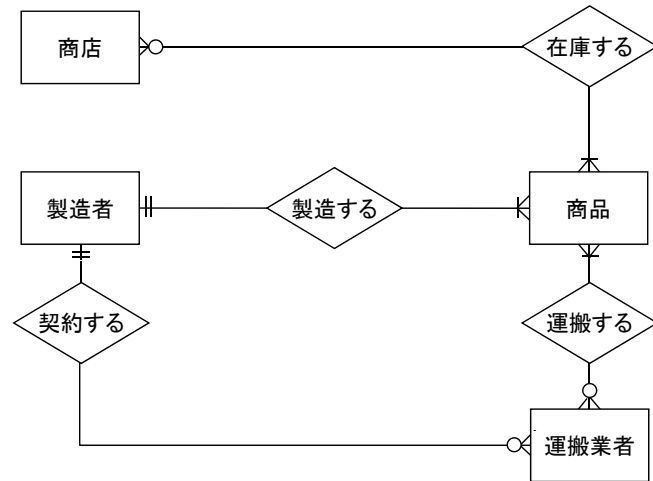 商店
在庫する
製造者
製造する
商品
契約する
運搬する
運搬業者